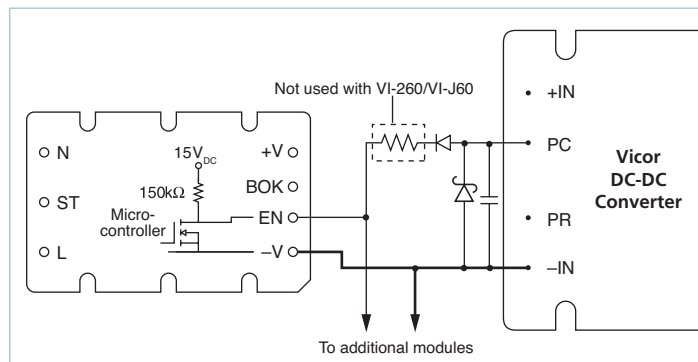 Not used with VI-260/VI-J60
N
ST
L
15VDC
150kΩ
Micro-
controller
+V
BOK
EN
–V
+IN
PC
PR
–IN
Vicor
DC-DC
Converter
To additional modules